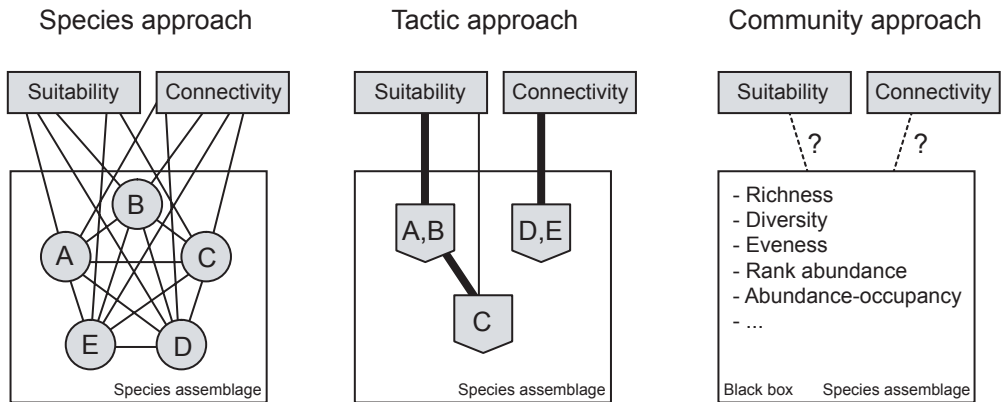 Species approach
Tactic approach
Community approach
Suitability
Connectivity
Suitability
Connectivity
Suitability
Connectivity
?
?
B
A
C
E
D
Species assemblage
A,B
D,E
C
Species assemblage
- Richness
- Diversity
- Eveness
- Rank abundance
- Abundance-occupancy
- ...
Black box
Species assemblage